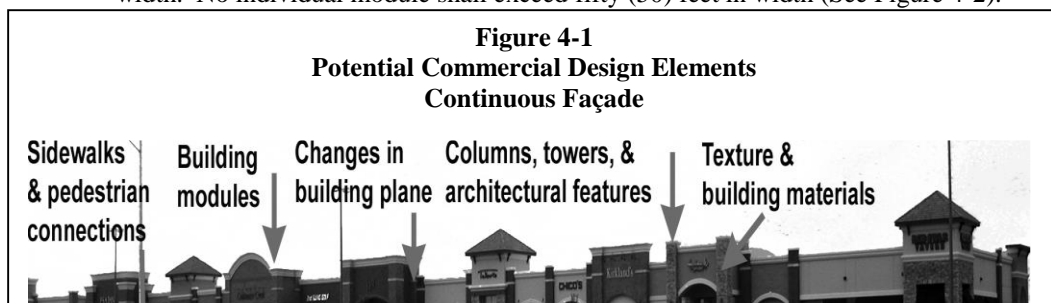 width. No individual module shall exceed fifty (50) feet in width (See Figure 4-2).
Figure 4-1
Potential Commercial Design Elements
Continuous Façade
Sidewalks
& pedestrian
connections
Building
modules
Changes in
building plane
Columns, towers, &
architectural features
Texture &
building materials
Kirkland's
CHICO'S